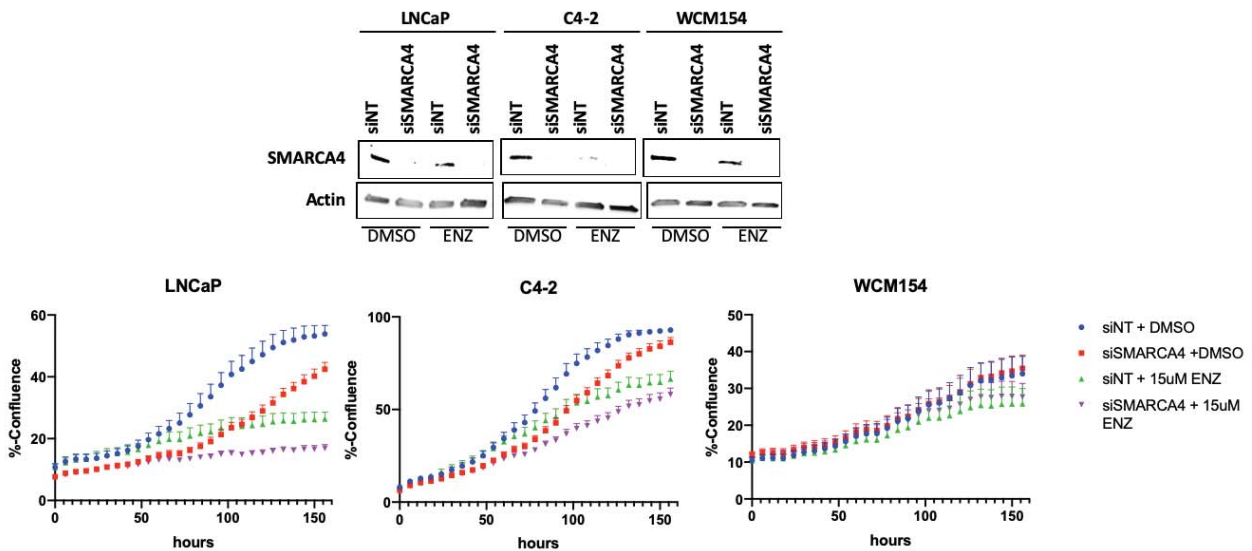 LNCaP C4-2 WCM154
siNT siSMARCA4 siNT siSMARCA4 siNT siSMARCA4 siNT siSMARCA4 siNT siSMARCA4 siNT siSMARCA4
SMARCA4
Actin
DMSO ENZ DMSO ENZ DMSO ENZ
LNCaP
%-Confluence
60
40
20
0
0 50 100 150
hours
C4-2
%-Confluence
100
50
0
0 50 100 150
hours
WCM154
%-Confluence
50
40
30
20
10
0
0 50 100 150
hours
siNT + DMSO
siSMARCA4 +DMSO
siNT + 15uM ENZ
siSMARCA4 + 15uM
ENZ